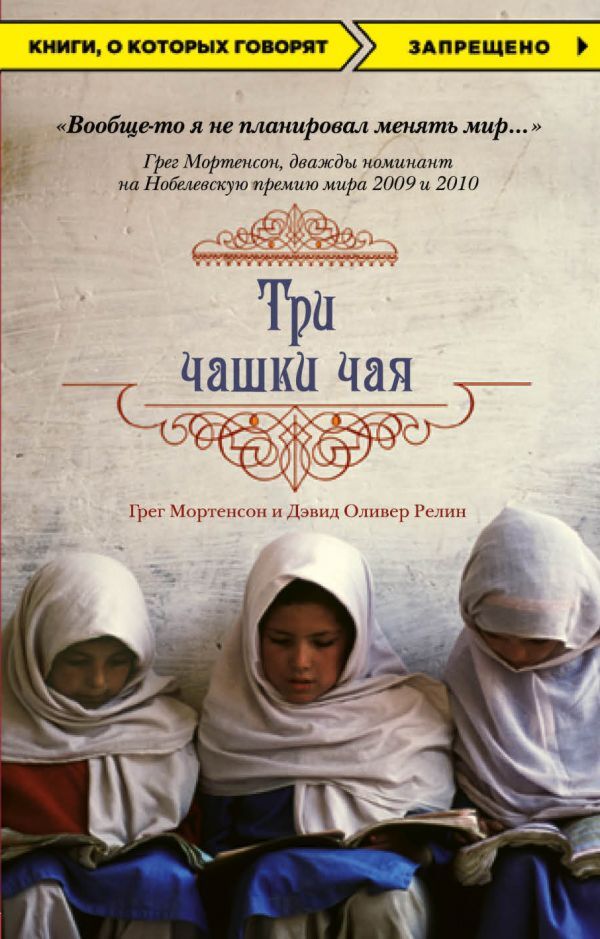 КНИГИ, О КОТОРЫХ ГОВОРЯТ ЗАПРЕЩЕНО
«Вообще-то я не планировал менять мир...»
Грег Мортенсон, дважды номинант
на Нобелевскую премию мира 2009 и 2010
Три
чашки чая
Грег Мортенсон и Дэвид Оливер Релин